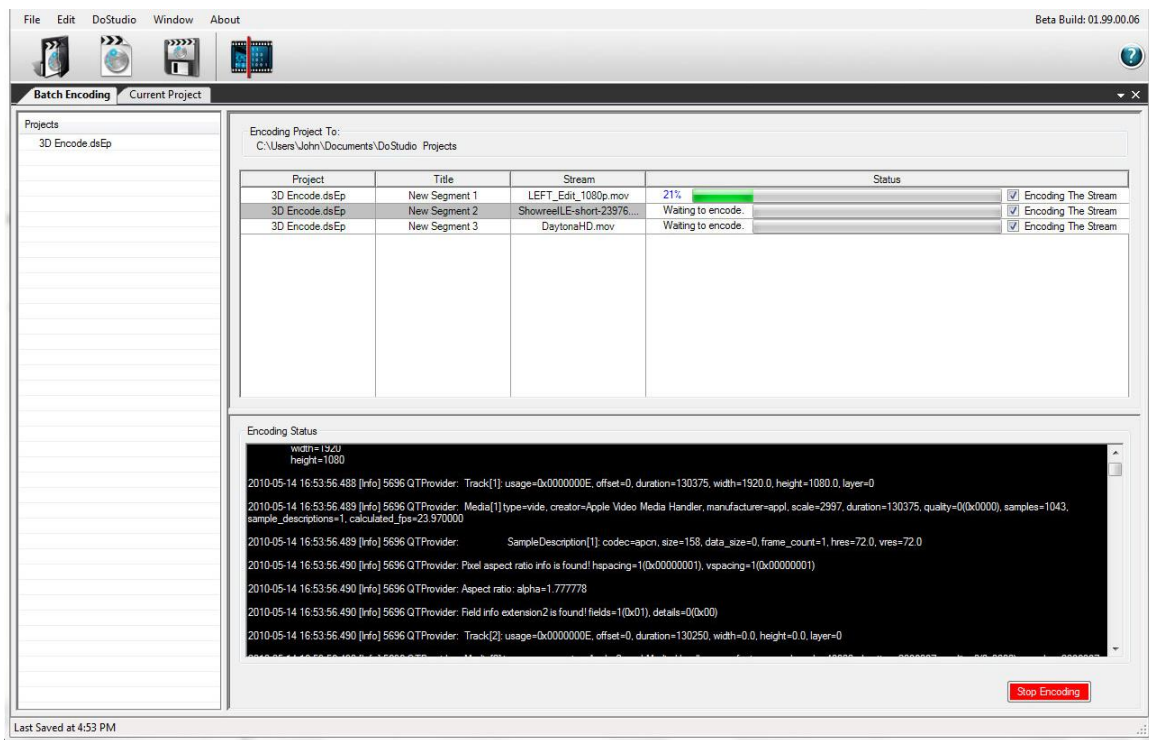 File Edit DoStudio Window About
Beta Build: 01.99.00.06
Batch Encoding Current Project
Projects
3D Encode.dsEp
Encoding Project To:
C:\Users\John\Documents\DoStudio Projects
Project Title Stream Status
3D Encode.dsEp New Segment 1 LEFT_Edit_1080p.mov 21% Encoding The Stream
3D Encode.dsEp New Segment 2 ShowreelLE-short-23976.... Waiting to encode. Encoding The Stream
3D Encode.dsEp New Segment 3 DaytonaHD.mov Waiting to encode. Encoding The Stream
Encoding Status
width=1920
height=1080
2010-05-14 16:53:56.488 [Info] 5696 QTProvider: Track[1]: usage=0x0000000E, offset=0, duration=130375, width=1920.0, height=1080.0, layer=0
2010-05-14 16:53:56.489 [Info] 5696 QTProvider: Media[1] type=vide, creator=Apple Video Media Handler, manufacturer=appl, scale=2997, duration=130375, quality=0(0x0000), samples=1043,
sample_descriptions=1, calculated_fps=23.970000
2010-05-14 16:53:56.489 [Info] 5696 QTProvider: SampleDescription[1]: codec=apcn, size=158, data_size=0, frame_count=1, hres=72.0, vres=72.0
2010-05-14 16:53:56.490 [Info] 5696 QTProvider: Pixel aspect ratio info is found! hspacing=1(0x00000001), vspacing=1(0x00000001)
2010-05-14 16:53:56.490 [Info] 5696 QTProvider: Aspect ratio: alpha=1.777778
2010-05-14 16:53:56.490 [Info] 5696 QTProvider: Field info extension2 is found! fields=1(0x01), details=0(0x00)
2010-05-14 16:53:56.490 [Info] 5696 QTProvider: Track[2]: usage=0x0000000E, offset=0, duration=130250, width=0.0, height=0.0, layer=0
Stop Encoding
Last Saved at 4:53 PM